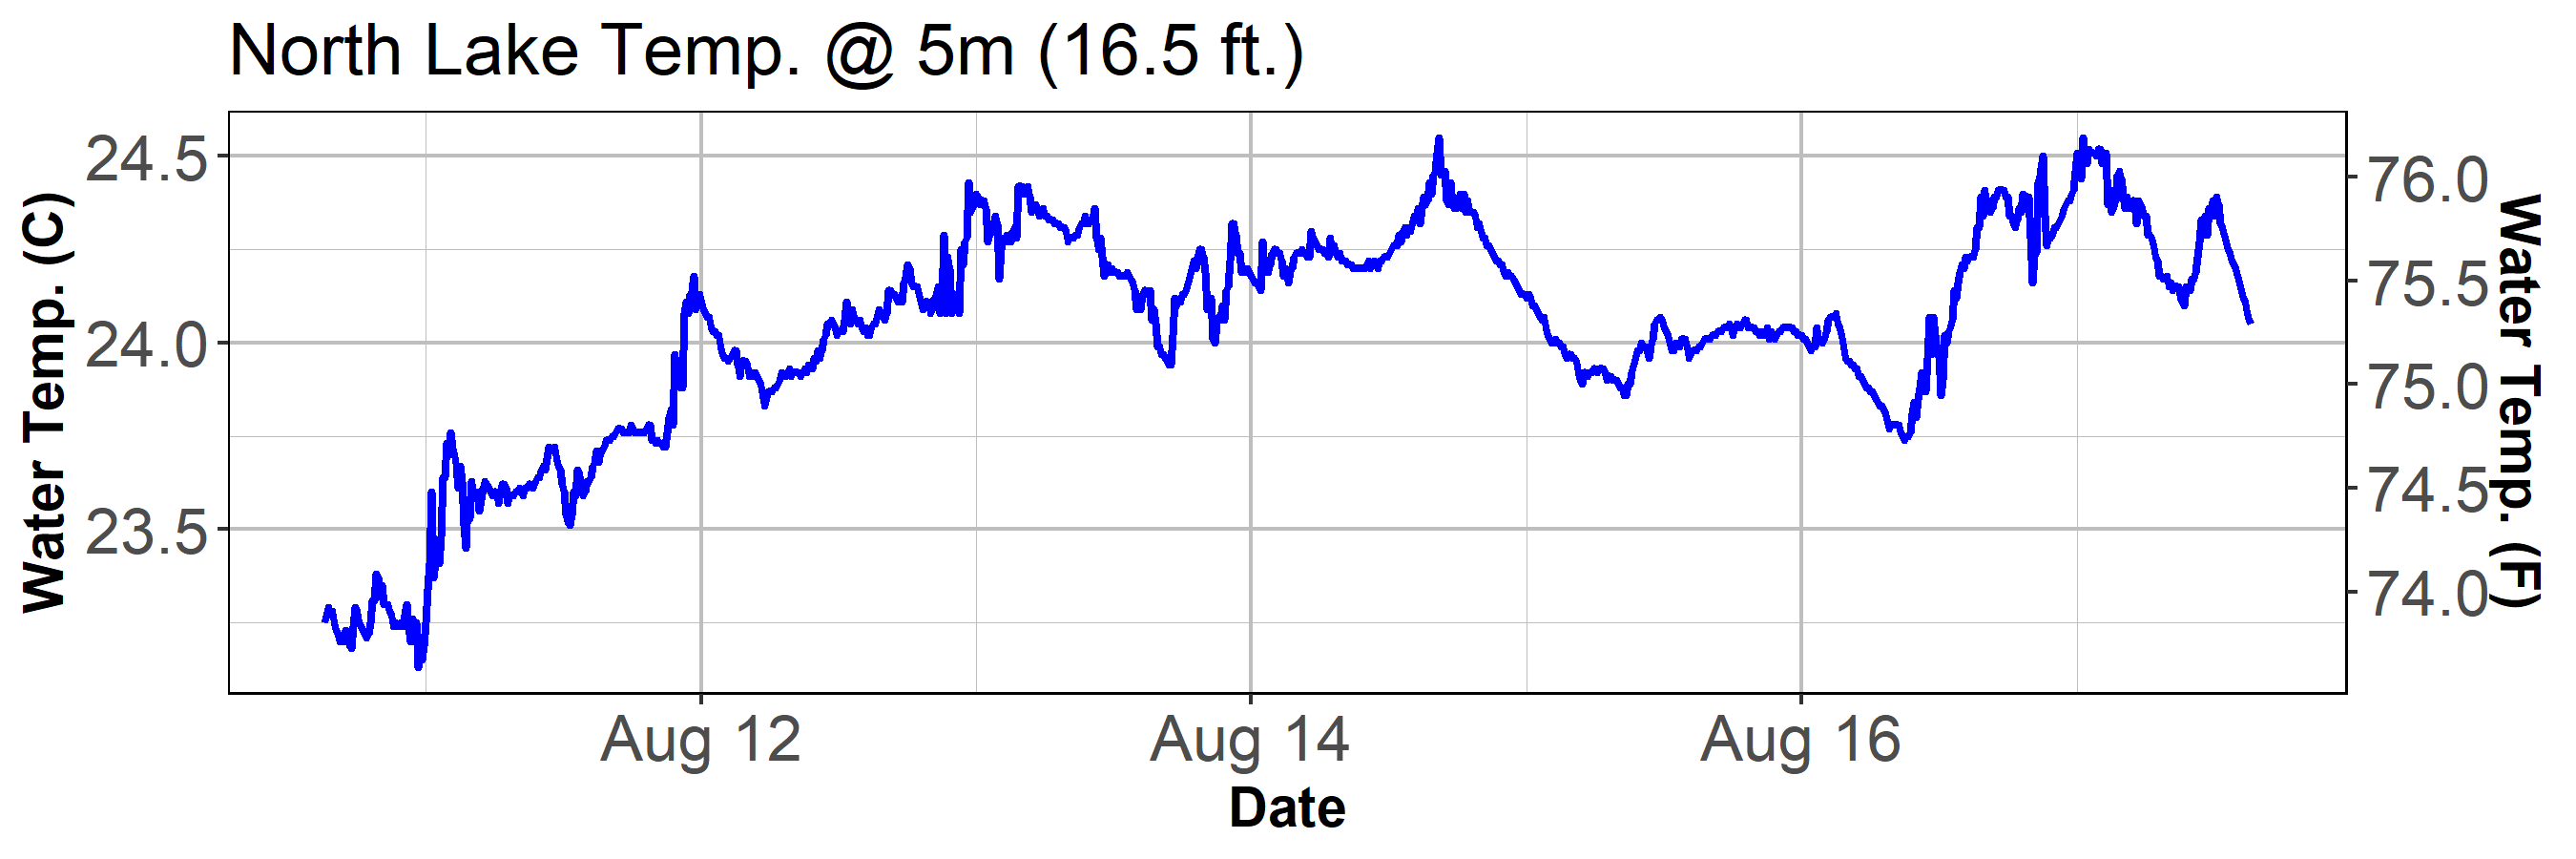 North Lake Temp. @ 5m (16.5 ft.)
Water Temp. (C)
24.5
24.0
23.5
76.0
75.5
75.0
74.5
74.0
Water Temp. (F)
Aug 12
Aug 14
Aug 16
Date